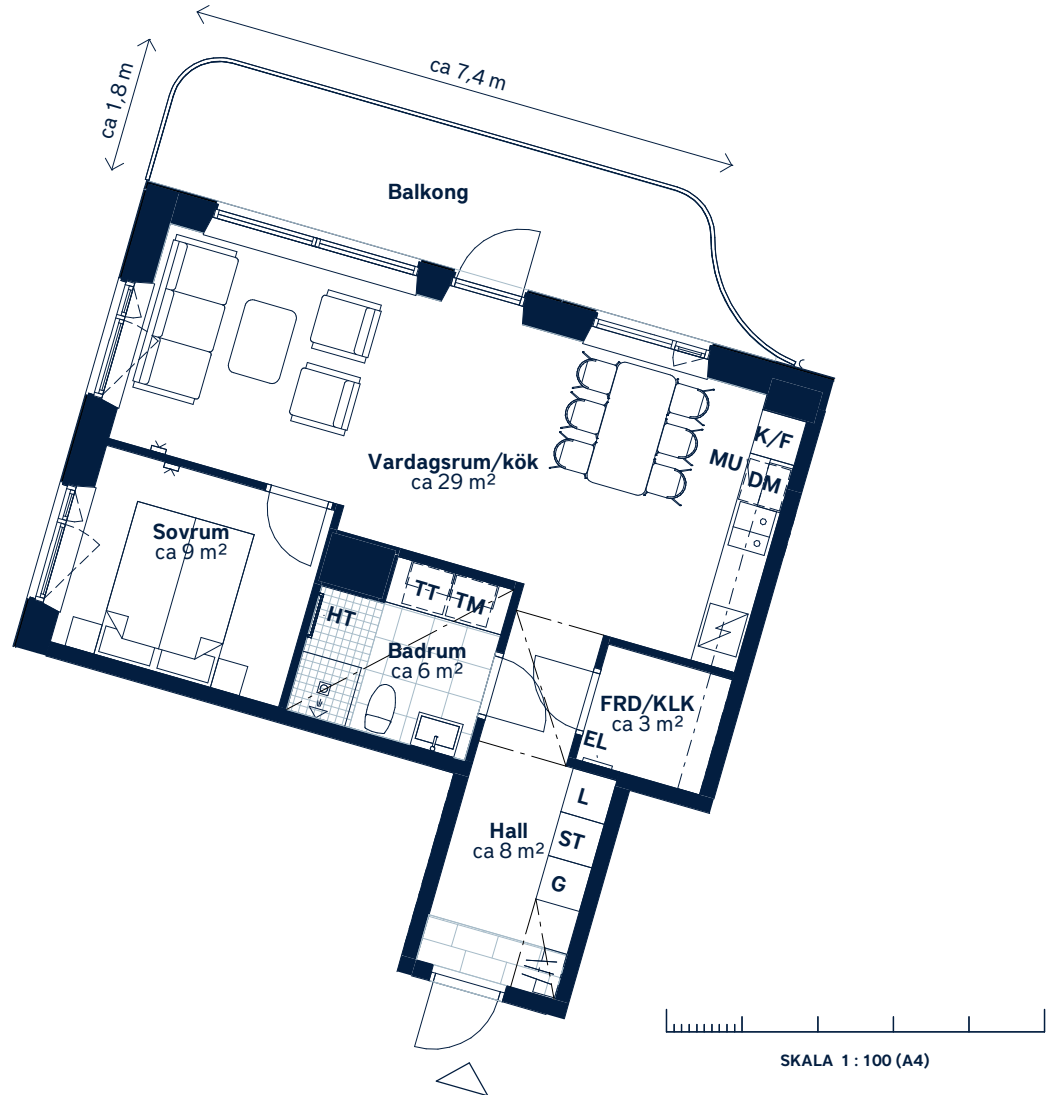 ca 7,4 m
ca 1,8 m
Balkong
Vardagsrum/kök
ca 29 m²
K/F
MU
DM
Sovrum
ca 9 m²
TT
TM
HT
Badrum
ca 6 m²
FRD/KLK
ca 3 m²
EL
L
ST
G
Hall
ca 8 m²
SKALA 1 : 100 (A4)